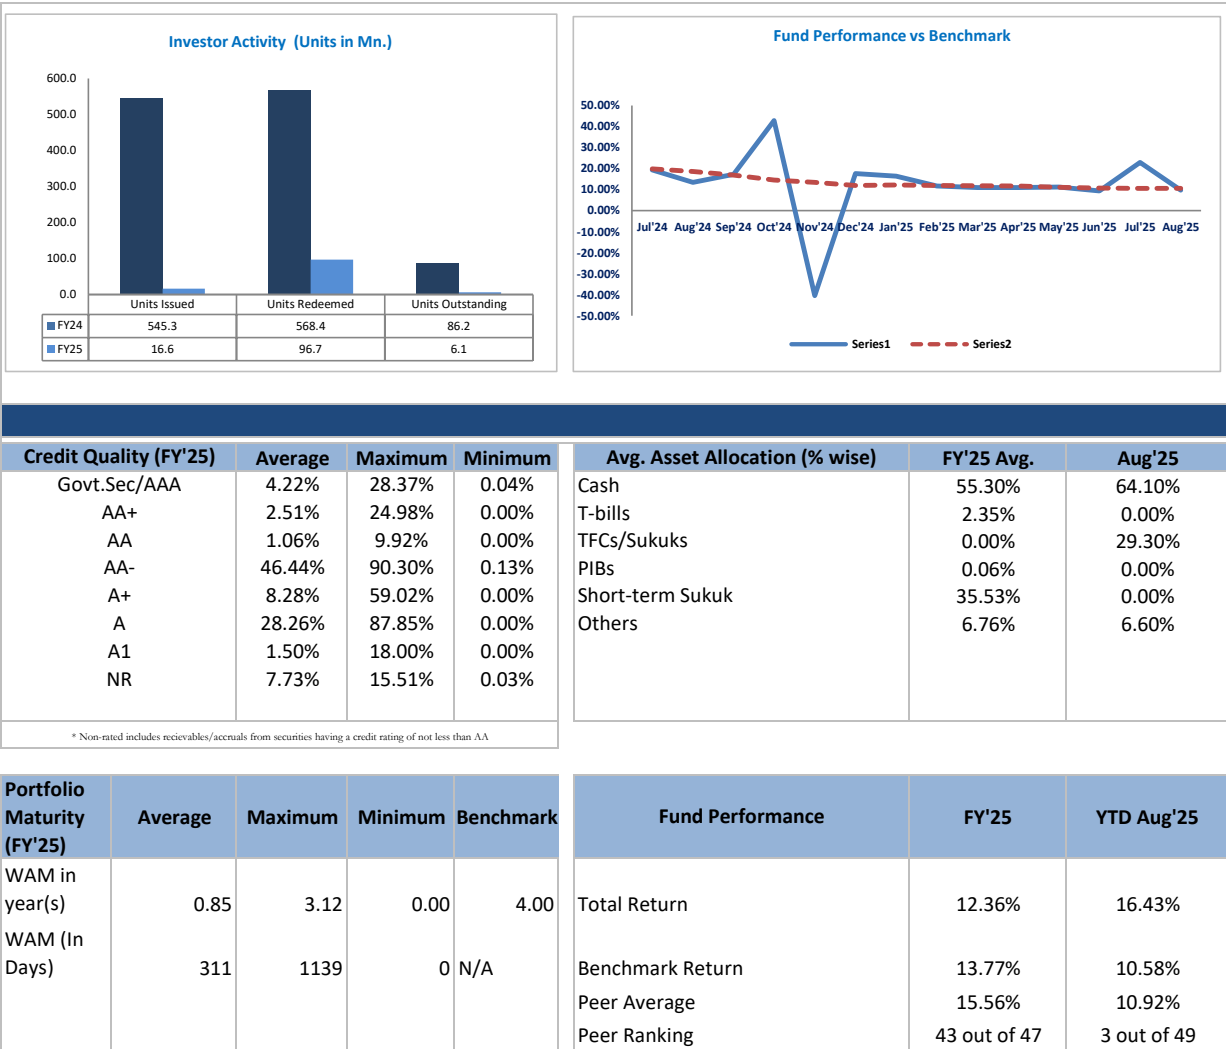 Investor Activity (Units in Mn.)
600.0
500.0
400.0
300.0
200.0
100.0
0.0
Units Issued Units Redeemed Units Outstanding
FY24 545.3 568.4 86.2
FY25 16.6 96.7 6.1
Fund Performance vs Benchmark
50.00%
40.00%
30.00%
20.00%
10.00%
0.00%
-10.00%
-20.00%
-30.00%
-40.00%
-50.00%
Jul'24 Aug'24 Sep'24 Oct'24 Nov'24 Dec'24 Jan'25 Feb'25 Mar'25 Apr'25 May'25 Jun'25 Jul'25 Aug'25
Series1 Series2
Credit Quality (FY'25) Average Maximum Minimum
Govt.Sec/AAA 4.22% 28.37% 0.04%
AA+ 2.51% 24.98% 0.00%
AA 1.06% 9.92% 0.00%
AA- 46.44% 90.30% 0.13%
A+ 8.28% 59.02% 0.00%
A 28.26% 87.85% 0.00%
A1 1.50% 18.00% 0.00%
NR 7.73% 15.51% 0.03%
* Non-rated includes recievables/accruals from securities having a credit rating of not less than AA
Avg. Asset Allocation (% wise) FY'25 Avg. Aug'25
Cash 55.30% 64.10%
T-bills 2.35% 0.00%
TFCs/Sukuks 0.00% 29.30%
PIBs 0.06% 0.00%
Short-term Sukuk 35.53% 0.00%
Others 6.76% 6.60%
Portfolio
Maturity Average Maximum Minimum Benchmark
(FY'25)
WAM in
year(s) 0.85 3.12 0.00 4.00
WAM (In
Days) 311 1139 0 N/A
Fund Performance FY'25 YTD Aug'25
Total Return 12.36% 16.43%
Benchmark Return 13.77% 10.58%
Peer Average 15.56% 10.92%
Peer Ranking 43 out of 47 3 out of 49